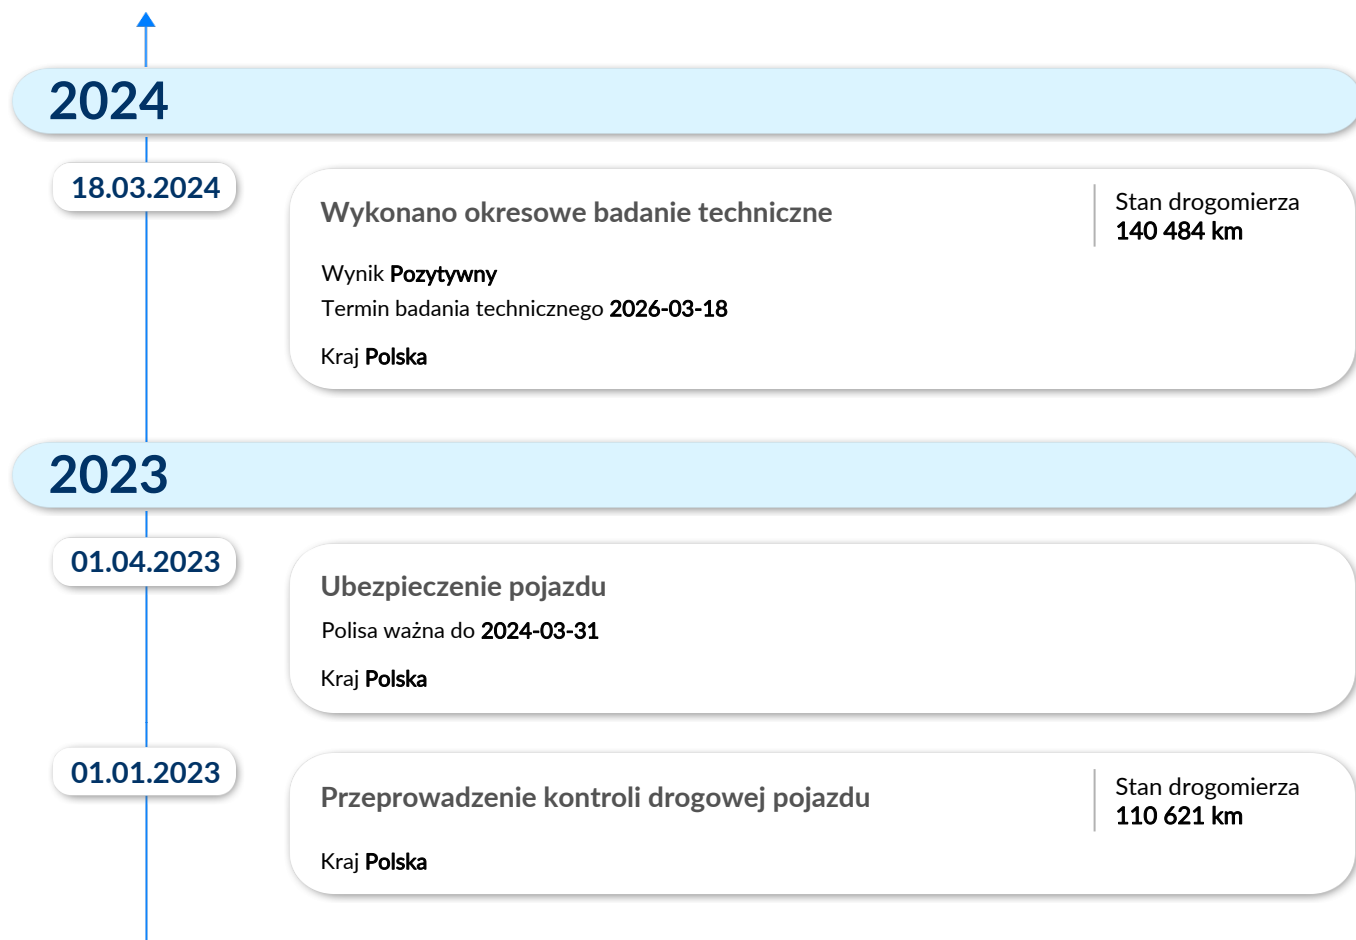 2024
18.03.2024
Wykonano okresowe badanie techniczne
Stan drogomierza
140 484 km
Wynik Pozytywny
Termin badania technicznego 2026-03-18
Kraj Polska
2023
01.04.2023
Ubezpieczenie pojazdu
Polisa ważna do 2024-03-31
Kraj Polska
01.01.2023
Przeprowadzenie kontroli drogowej pojazdu
Stan drogomierza
110 621 km
Kraj Polska